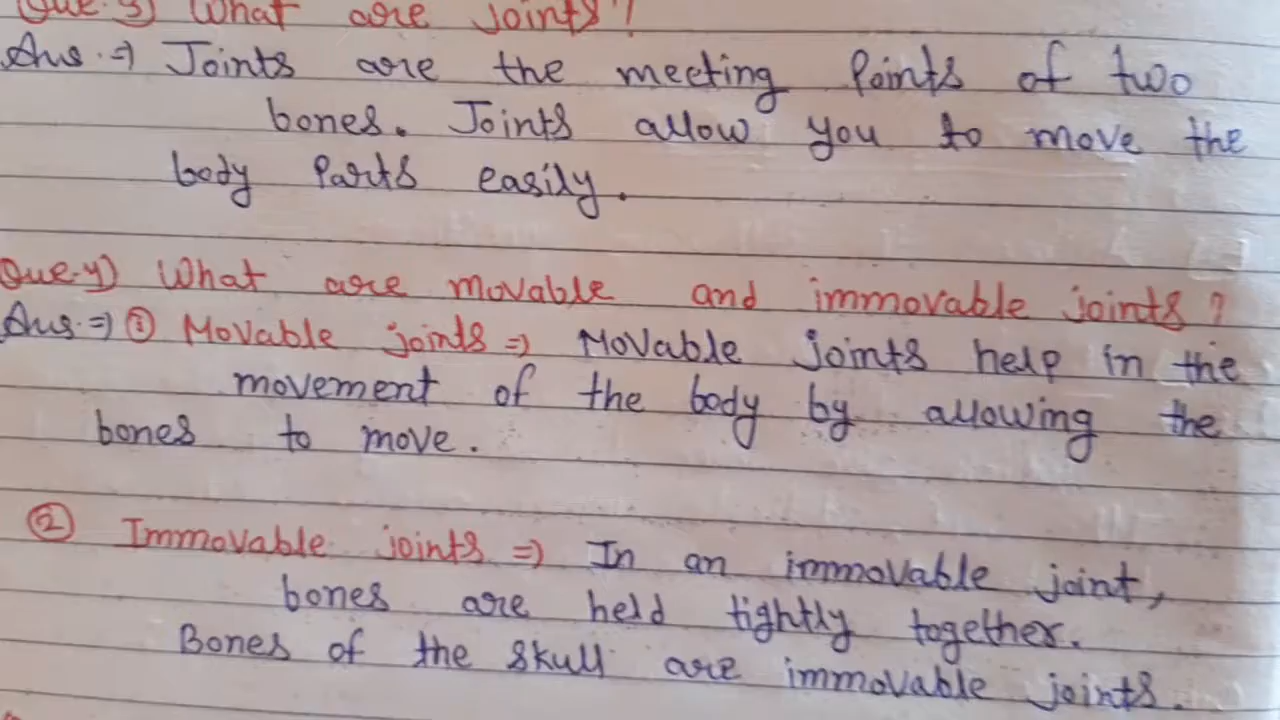 Que.3) What are joints?
Ans.⇒ Joints are the meeting Points of two
bones. Joints allow you to move the
body Parts easily.
Que.4) What are movable and immovable joints?
Ans.⇒ ① Movable joints ⇒ Movable joints help in the
movement of the body by allowing the
bones to move.
② Immovable joints ⇒ In an immovable joint,
bones are held tightly together.
Bones of the skull are immovable joints.